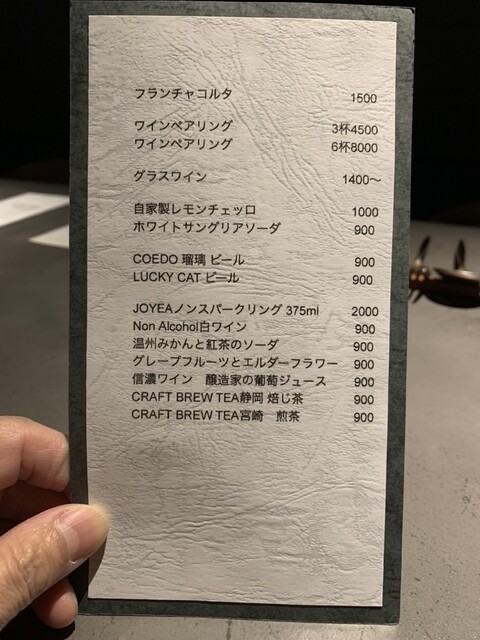 フランチャコルタ 1500
ワインペアリング 3杯4500
ワインペアリング 6杯8000
グラスワイン 1400〜
自家製レモンチェッロ 1000
ホワイトサングリアソーダ 900
COEDO 瑠璃 ビール 900
LUCKY CAT ビール 900
JOYEAノンスパークリング 375ml 2000
Non Alcohol白ワイン 900
温州みかんと紅茶のソーダ 900
グレープフルーツとエルダーフラワー 900
信濃ワイン 醸造家の葡萄ジュース 900
CRAFT BREW TEA静岡 焙じ茶 900
CRAFT BREW TEA宮崎 煎茶 900